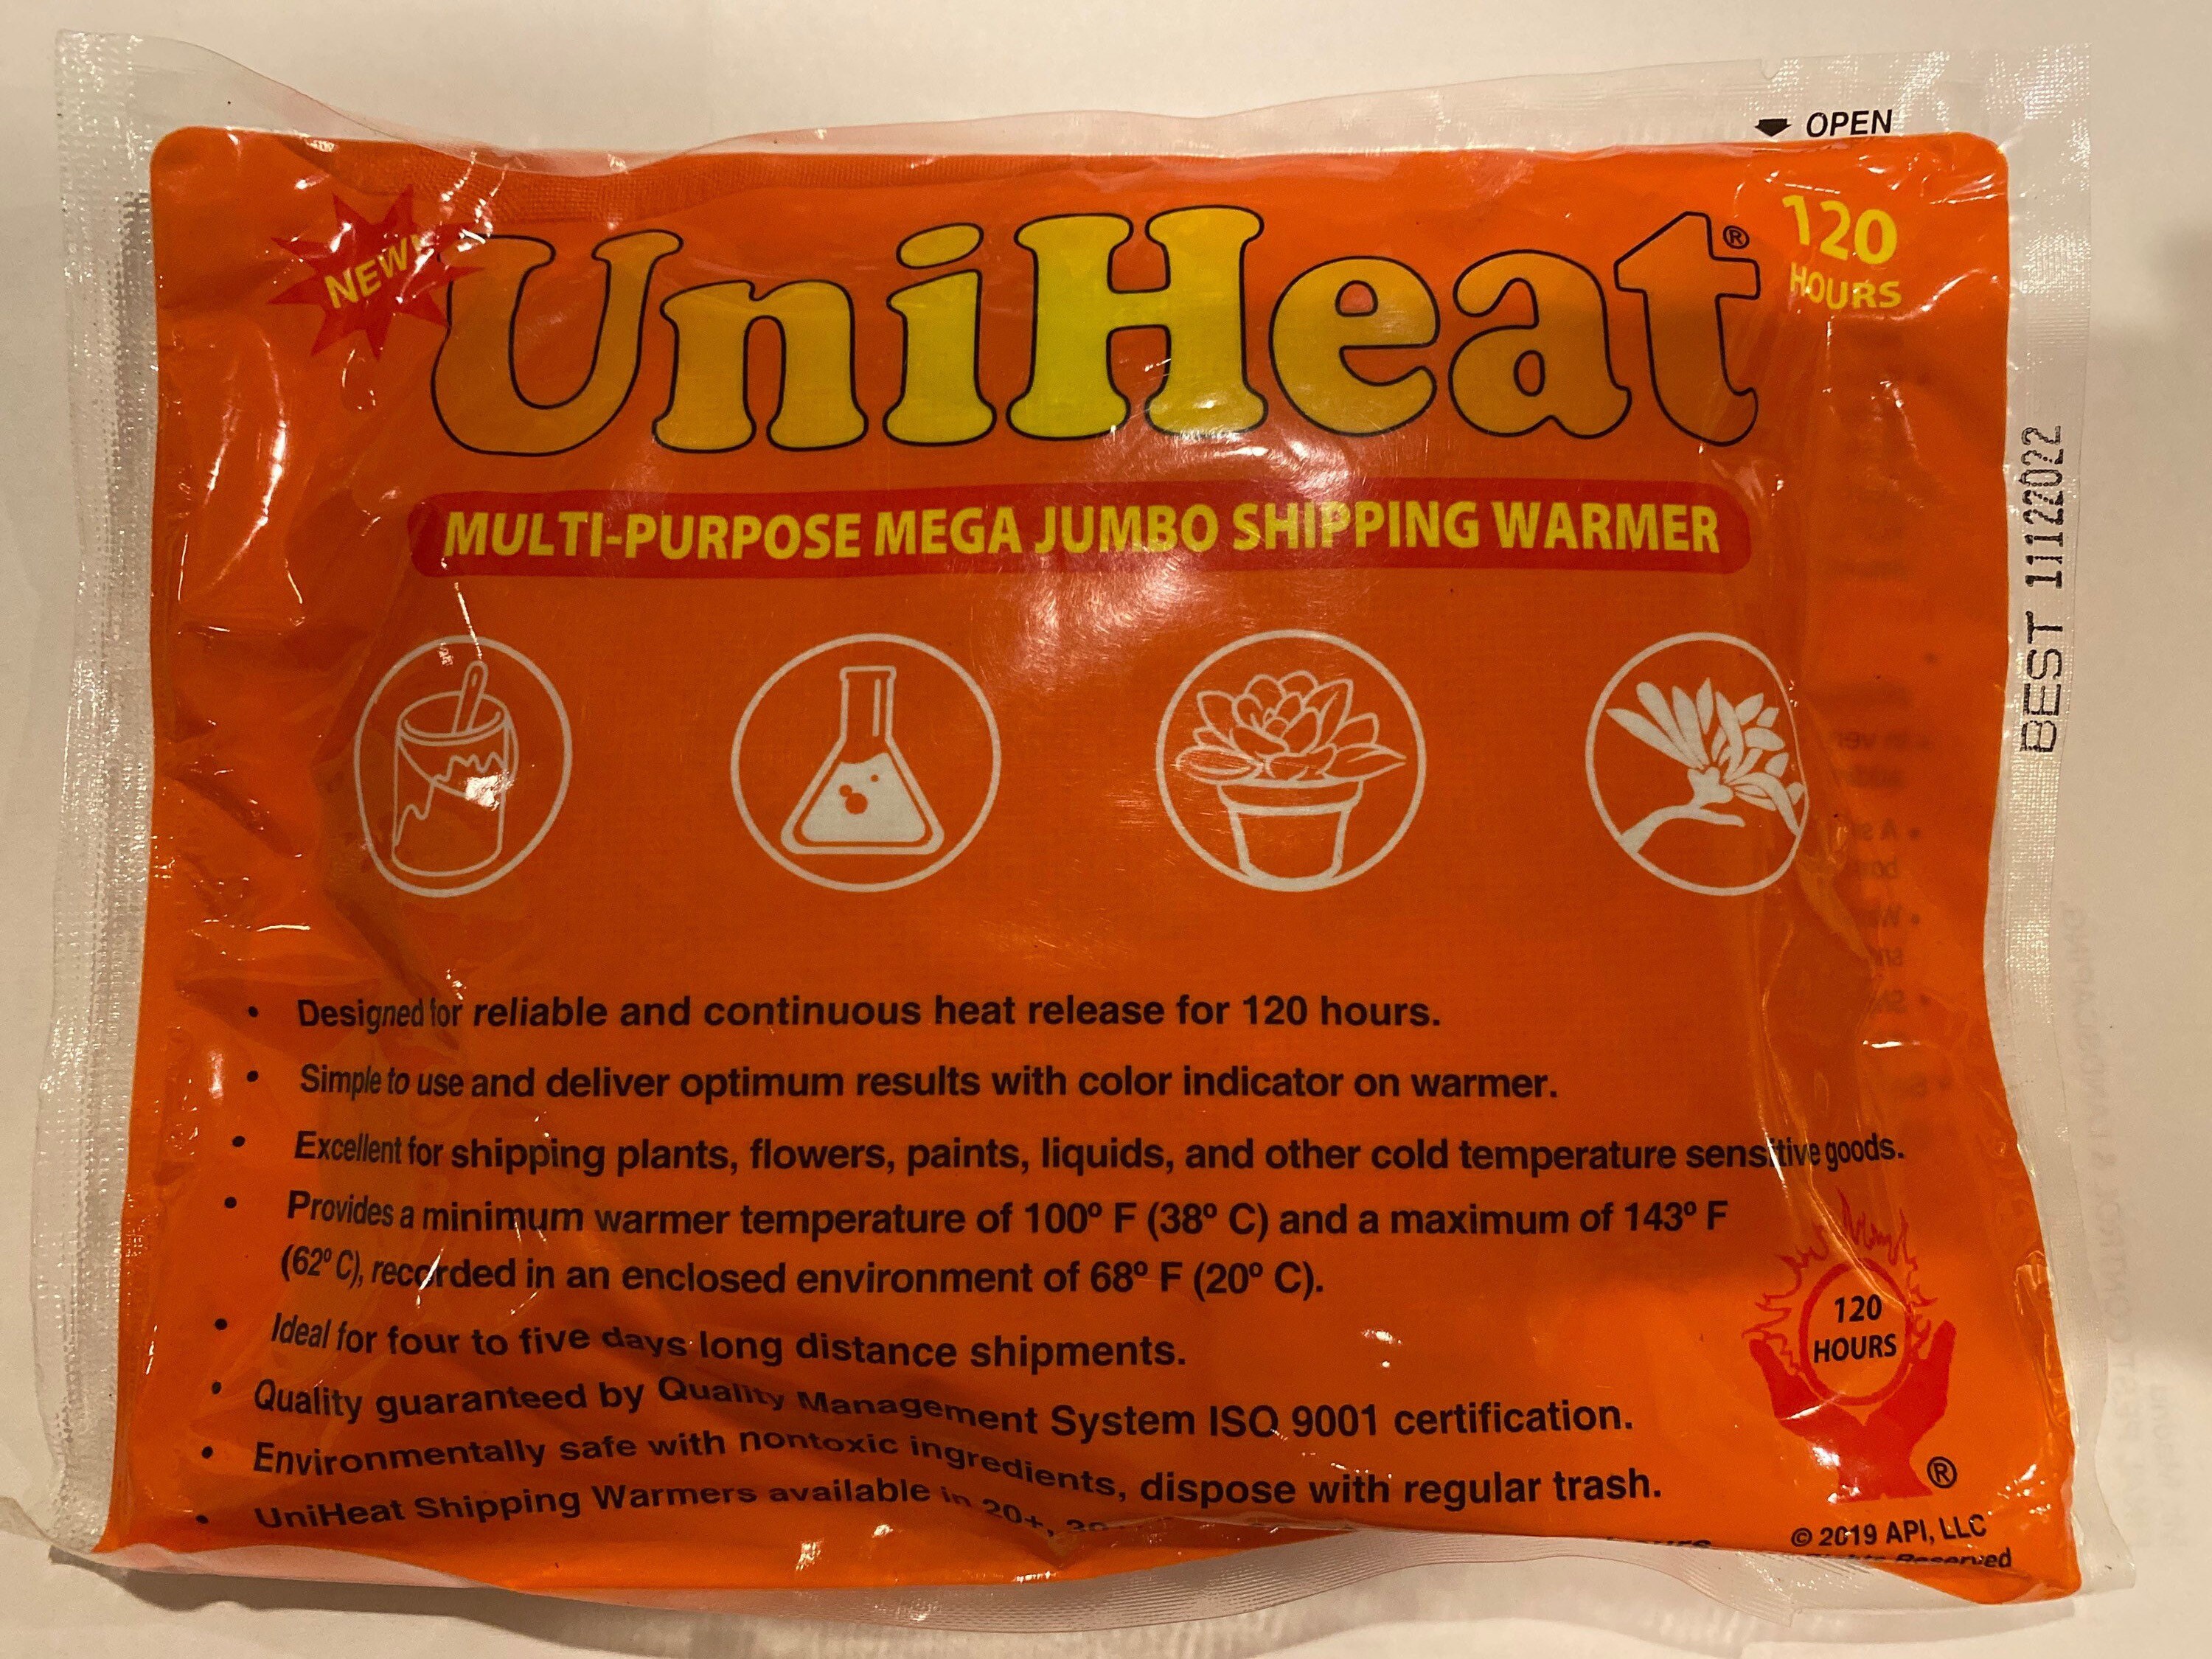 OPEN
NEW!
UniHeat®
120
HOURS
MULTI-PURPOSE MEGA JUMBO SHIPPING WARMER
BEST 11122022
• Designed for reliable and continuous heat release for 120 hours.
• Simple to use and deliver optimum results with color indicator on warmer.
• Excellent for shipping plants, flowers, paints, liquids, and other cold temperature sensitive goods.
• Provides a minimum warmer temperature of 100º F (38º C) and a maximum of 143º F
(62º C), recorded in an enclosed environment of 68º F (20º C).
• Ideal for four to five days long distance shipments.
• Quality guaranteed by Quality Management System ISO 9001 certification.
• Environmentally safe with nontoxic ingredients, dispose with regular trash.
• UniHeat Shipping Warmers available in 20+,
120
HOURS
®
© 2019 API, LLC
Reserved